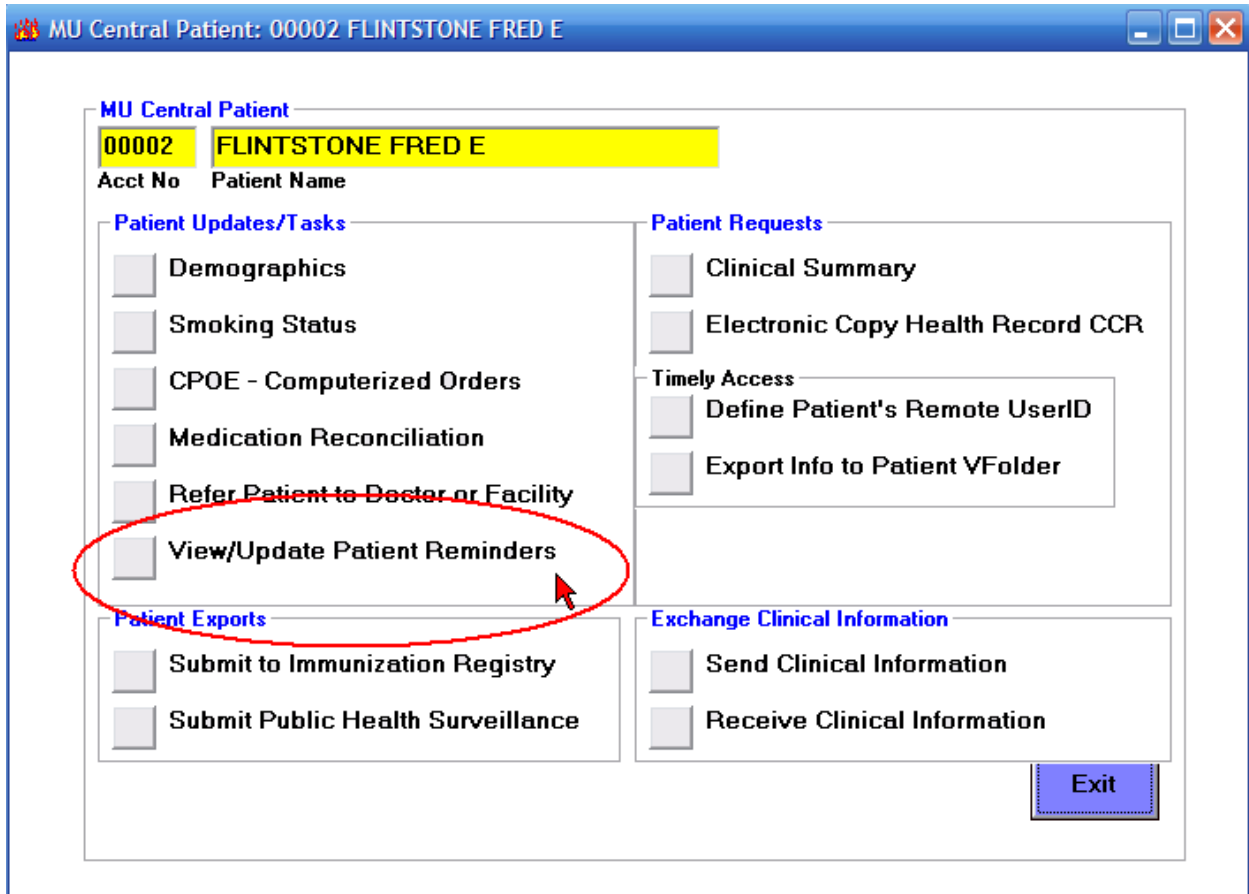 MU Central Patient: 00002 FLINTSTONE FRED E
MU Central Patient
00002 FLINTSTONE FRED E
Acct No Patient Name
Patient Updates/Tasks
Demographics
Smoking Status
CPOE - Computerized Orders
Medication Reconciliation
Refer Patient to Doctor or Facility
View/Update Patient Reminders
Patient Requests
Clinical Summary
Electronic Copy Health Record CCR
Timely Access
Define Patient's Remote UserID
Export Info to Patient VFolder
Patient Exports
Submit to Immunization Registry
Submit Public Health Surveillance
Exchange Clinical Information
Send Clinical Information
Receive Clinical Information
Exit